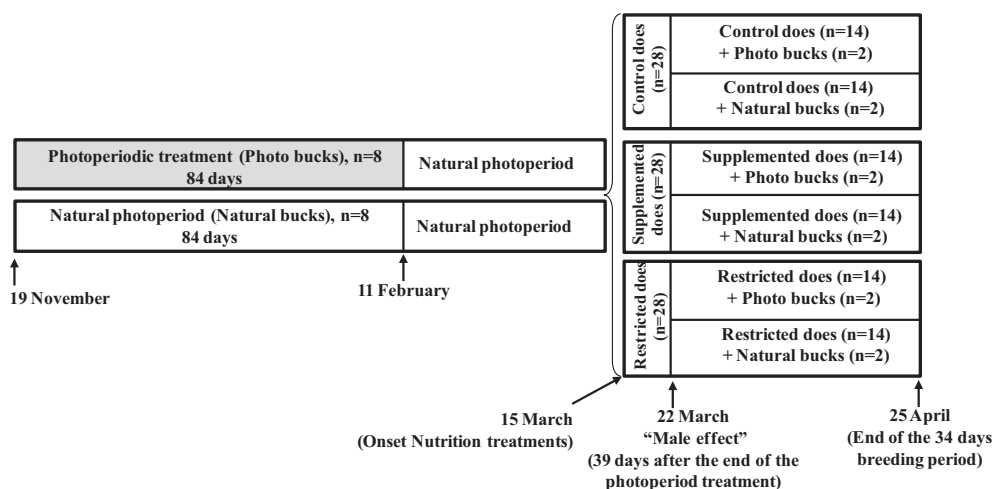 Photoperiodic treatment (Photo bucks), n=8
84 days
Natural photoperiod
Natural photoperiod (Natural bucks), n=8
84 days
Natural photoperiod
19 November
11 February
Control does
(n=28)
Control does (n=14)
+ Photo bucks (n=2)
Control does (n=14)
+ Natural bucks (n=2)
Supplemented
does (n=28)
Supplemented does (n=14)
+ Photo bucks (n=2)
Supplemented does (n=14)
+ Natural bucks (n=2)
Restricted does
(n=28)
Restricted does (n=14)
+ Photo bucks (n=2)
Restricted does (n=14)
+ Natural bucks (n=2)
15 March
(Onset Nutrition treatments)
22 March
“Male effect”
(39 days after the end of the
photoperiod treatment)
25 April
(End of the 34 days
breeding period)